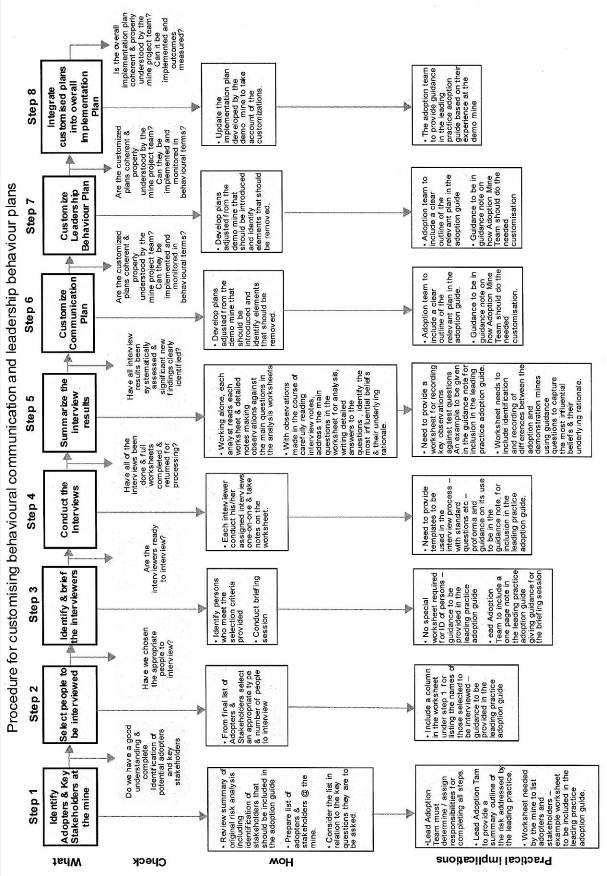 Procedure for customising behavioural communication and leadership behaviour plans
Step 1
Step 2
Step 3
Step 4
Step 5
Step 6
Step 7
Step 8
What
Identify
Adopters & Key
Stakeholders at
the mine
Select people to
be interviewed
Identify & brief
the interviewers
Conduct the
Interviews
Summarize the
Interview
results
Customize
Communication
Plan
Customize
Leadership
Behaviour Plan
Integrate
customised plans
into overall
Implementation
Plan
Check
Do we have a good
understanding &
complete
identification of
potential adopters
and key
stakeholders
Have we chosen
the appropriate
people to
interview?
Are the
interviewers ready
to interview?
Have all of the
interviews been
done & full
worksheets
completed &
returned for
processing?
Have all interview
results been
systematically
assessed &
significant new
findings clearly
identified?
Are the customized
plans coherent &
properly
understood by the
mine project team?
Can they be
implemented and
monitored in
behavioural terms?
Are the customized
plans coherent &
properly
understood by the
mine project team?
Can they be
implemented and
monitored in
behavioural terms?
Is the overall
implementation plan
coherent & properly
understood by the
mine project team?
Can it be
implemented and
outcomes
measured?
How
• Review summary of
original risk analysis
including
identification of
stakeholders that
should be included in
the adoption guide
• Prepare list of
adopters &
stakeholders @ the
mine.
• Consider the list in
relation to the key
questions they are to
be asked.
• From final list of
Adopters &
Stakeholders select
an appropriate type
& number of people
to interview
• Identify persons
who meet the
selection criteria
provided
• Conduct briefing
session
• Each interviewer
conduct his/her
assigned interviews
one-on-one & take
notes on the
worksheet.
• Working alone, each
analyst reads each
worksheet & detailed
notes making
observations against
the main questions in
the analysis worksheets
• With observations
made in the course of
carefully reading
interview notes,
address the main
questions in the
worksheet for analysis,
writing detailed
answers to the
questions - identify the
most influential beliefs
& their underlying
rationale.
• Develop plans
adjusted from the
demo mine that
should be
introduced and
identify elements
that should be
removed.
• Develop plans
adjusted from the
demo mine that
should be introduced
and identify
elements that should
be removed.
• Update the
implementation plan
developed by the
demo mine to take
account of the
customizations.
Practical implications
•Lead Adoption
Team must
determine / assign
responsibilities for
completing all steps.
• Lead Adoption Tam
to provide a
summary outline of
the risk addressed by
the leading practice.
• Worksheet needed
by the mine to list
adopters and
stakeholders –
example worksheet
to be included in the
leading practice
adoption guide.
• Include a column
in the worksheet
under step 1 for
listing the names of
those selected to
be interviewed –
guidance to be
provided in the
leading practice
adoption guide
• No special
worksheet required
for ID or persons –
guidance to be
provided in the
leading practice
adoption guide
• ead Adoption
Team to include a
one page note in
the leading practice
adoption guide
giving guidance for
the briefing session
• Need to provide
templates to be
used in the
interview process –
with standard
questions etc –
proforma and
guidance on its use
to be in the
guidance note, for
inclusion in the
leading practice
adoption guide.
• Need to provide a
worksheet for recording
key observations
against test questions
An example to be given
in the guidance note for
inclusion in the leading
practice adoption guide.
• Worksheet needs to
include identification
and recording of
differences between the
adoption and
demonstration mines
using guidance
questions to capture
the most influential
beliefs & their
underlying rationale.
• Adoption team to
include a clear
outline of the
relevant plan in the
adoption guide.
• Guidance to be in
guidance note on
how Adoption Mine
Team should do the
needed
customisation.
• Adoption team to
include a clear
outline of the
relevant plan in the
adoption guide
• Guidance to be in
guidance note on
how Adoption Mine
Team should do the
needed
customisation
• The adoption team
to provide guidance
in the leading
practice adoption
guide based on their
experience at the
demo mine